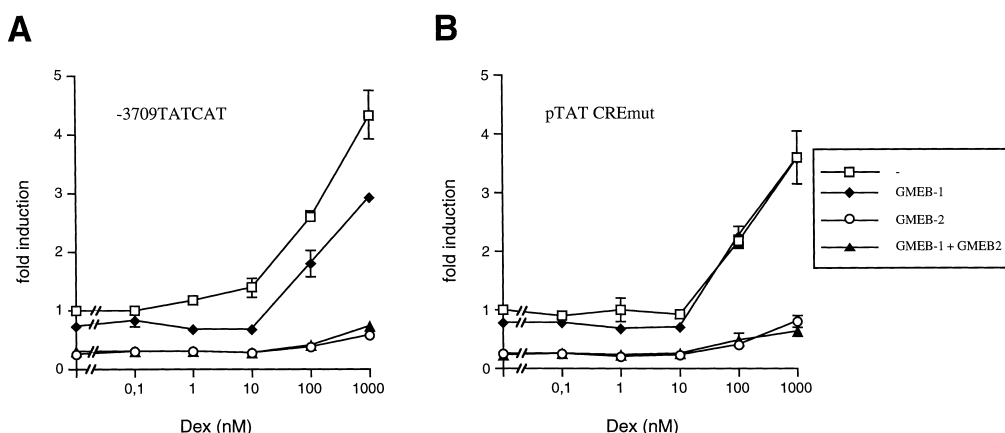 A
B
5
4
3
2
1
0
fold induction
-3709TATCAT
0,1
1
10
100
1000
Dex (nM)
5
4
3
2
1
0
fold induction
pTAT CREmut
0,1
1
10
100
1000
Dex (nM)
-
GMEB-1
GMEB-2
GMEB-1 + GMEB2